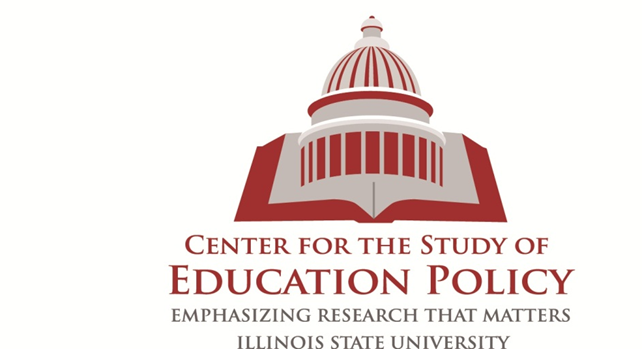 CENTER FOR THE STUDY OF
EDUCATION POLICY
EMPHASIZING RESEARCH THAT MATTERS
ILLINOIS STATE UNIVERSITY